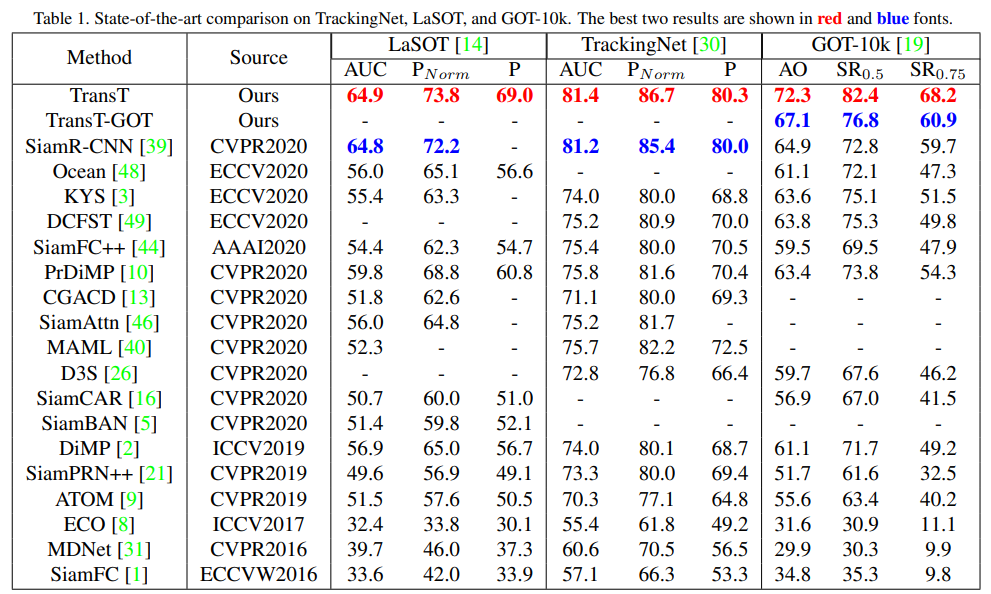 Table 1. State-of-the-art comparison on TrackingNet, LaSOT, and GOT-10k. The best two results are shown in red and blue fonts.
Method Source LaSOT [14] TrackingNet [30] GOT-10k [19]
AUC P_Norm P AUC P_Norm P AO SR_0.5 SR_0.75
TransT Ours 64.9 73.8 69.0 81.4 86.7 80.3 72.3 82.4 68.2
TransT-GOT Ours - - - - - - 67.1 76.8 60.9
SiamR-CNN [39] CVPR2020 64.8 72.2 - 81.2 85.4 80.0 64.9 72.8 59.7
Ocean [48] ECCV2020 56.0 65.1 56.6 - - - 61.1 72.1 47.3
KYS [3] ECCV2020 55.4 63.3 - 74.0 80.0 68.8 63.6 75.1 51.5
DCFST [49] ECCV2020 - - - 75.2 80.9 70.0 63.8 75.3 49.8
SiamFC++ [44] AAAI2020 54.4 62.3 54.7 75.4 80.0 70.5 59.5 69.5 47.9
PrDiMP [10] CVPR2020 59.8 68.8 60.8 75.8 81.6 70.4 63.4 73.8 54.3
CGACD [13] CVPR2020 51.8 62.6 - 71.1 80.0 69.3 - - -
SiamAttn [46] CVPR2020 56.0 64.8 - 75.2 81.7 - - - -
MAML [40] CVPR2020 52.3 - - 75.7 82.2 72.5 - - -
D3S [26] CVPR2020 - - - 72.8 76.8 66.4 59.7 67.6 46.2
SiamCAR [16] CVPR2020 50.7 60.0 51.0 - - - 56.9 67.0 41.5
SiamBAN [5] CVPR2020 51.4 59.8 52.1 - - - - - -
DiMP [2] ICCV2019 56.9 65.0 56.7 74.0 80.1 68.7 61.1 71.7 49.2
SiamPRN++ [21] CVPR2019 49.6 56.9 49.1 73.3 80.0 69.4 51.7 61.6 32.5
ATOM [9] CVPR2019 51.5 57.6 50.5 70.3 77.1 64.8 55.6 63.4 40.2
ECO [8] ICCV2017 32.4 33.8 30.1 55.4 61.8 49.2 31.6 30.9 11.1
MDNet [31] CVPR2016 39.7 46.0 37.3 60.6 70.5 56.5 29.9 30.3 9.9
SiamFC [1] ECCVW2016 33.6 42.0 33.9 57.1 66.3 53.3 34.8 35.3 9.8